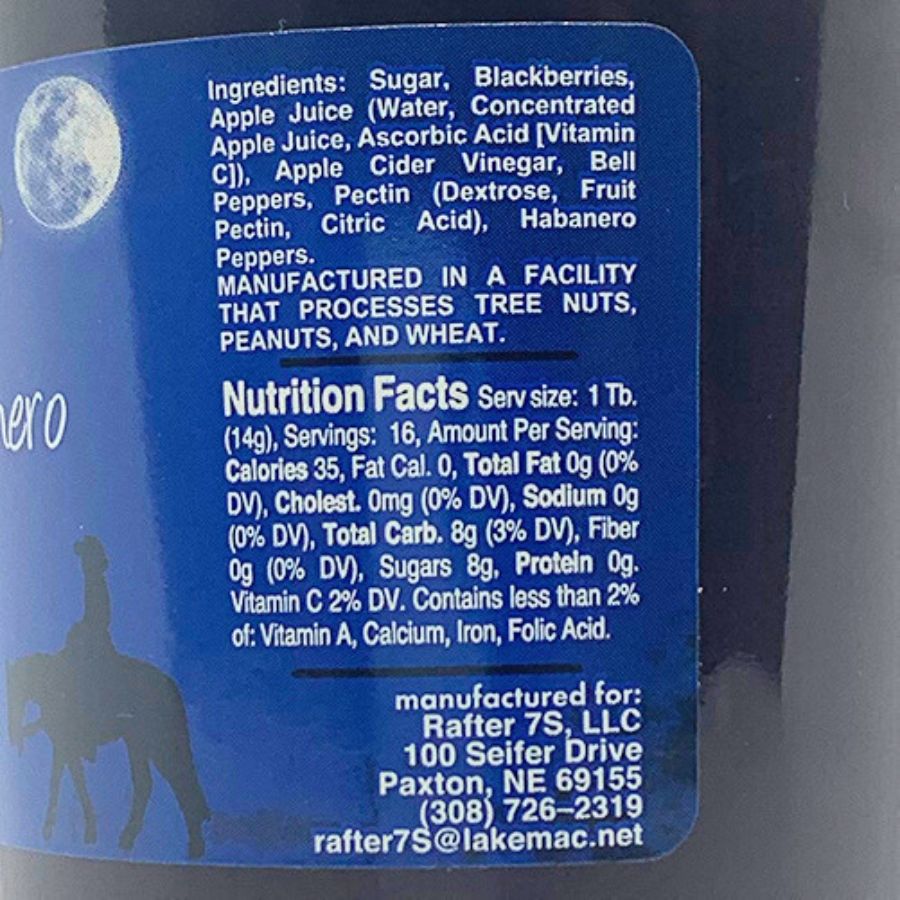 Ingredients: Sugar, Blackberries,
Apple Juice (Water, Concentrated
Apple Juice, Ascorbic Acid [Vitamin
C]), Apple Cider Vinegar, Bell
Peppers, Pectin (Dextrose, Fruit
Pectin, Citric Acid), Habanero
Peppers.
MANUFACTURED IN A FACILITY
THAT PROCESSES TREE NUTS,
PEANUTS, AND WHEAT.
Nutrition Facts Serv size: 1 Tb.
(14g), Servings: 16, Amount Per Serving:
Calories 35, Fat Cal. 0, Total Fat 0g (0%
DV), Cholest. 0mg (0% DV), Sodium 0g
(0% DV), Total Carb. 8g (3% DV), Fiber
0g (0% DV), Sugars 8g, Protein 0g.
Vitamin C 2% DV. Contains less than 2%
of: Vitamin A, Calcium, Iron, Folic Acid.
manufactured for:
Rafter 7S, LLC
100 Seifer Drive
Paxton, NE 69155
(308) 726–2319
rafter7S@lakemac.net